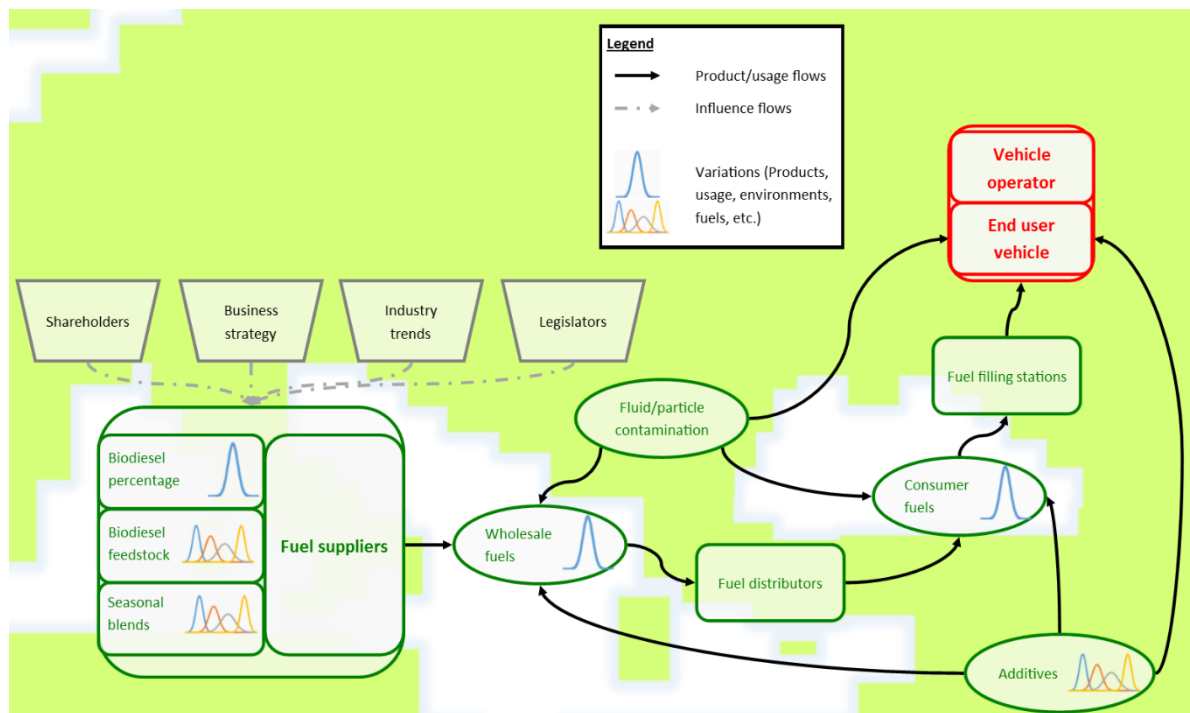 Legend
Product/usage flows
Influence flows
Variations (Products,
usage, environments,
fuels, etc.)
Vehicle
operator
End user
vehicle
Shareholders
Business
strategy
Industry
trends
Legislators
Fuel filling stations
Fluid/particle
contamination
Biodiesel
percentage
Biodiesel
feedstock
Seasonal
blends
Fuel suppliers
Wholesale
fuels
Consumer
fuels
Fuel distributors
Additives